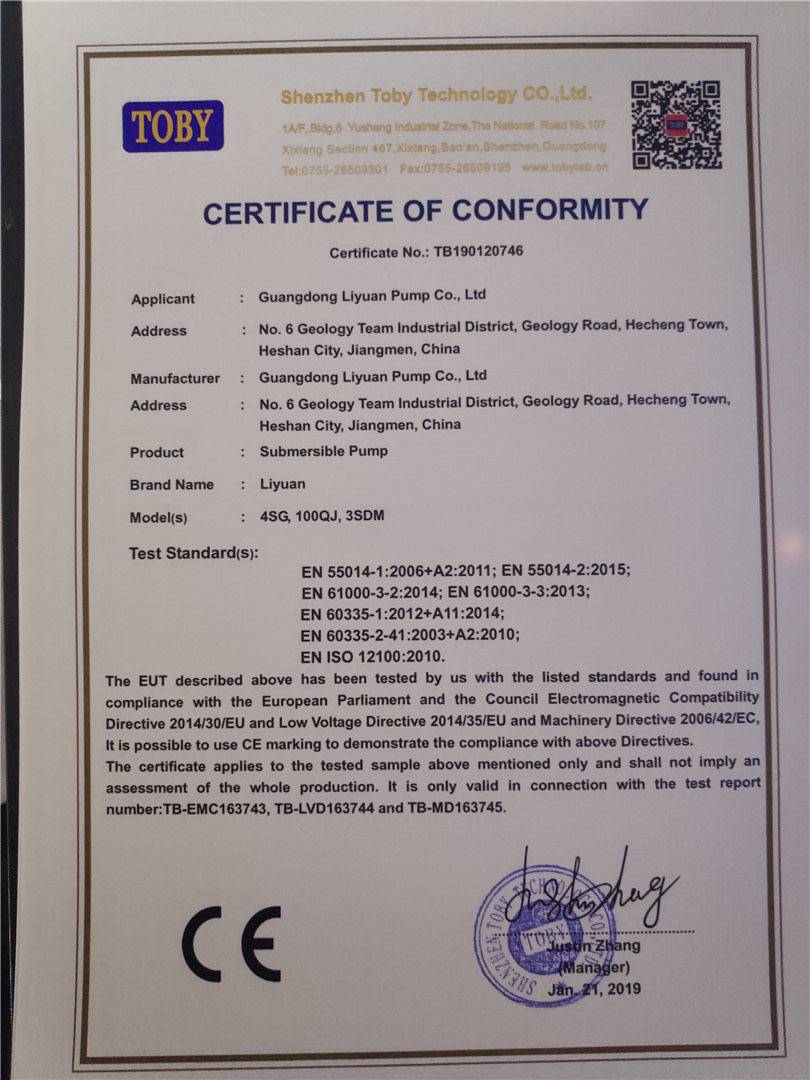 TOBY
Shenzhen Toby Technology CO.,Ltd.
1A/F, Bldg.6 .Yusheng Industrial Zone,The National Road No.107
Xixiang Section 467,Xixiang,Bao'an,Shenzhen,Guangdong
Tel:0755-26509301 Fax:0755-26509195 www.tobylab.cn
CERTIFICATE OF CONFORMITY
Certificate No.: TB190120746
Applicant : Guangdong Liyuan Pump Co., Ltd
Address : No. 6 Geology Team Industrial District, Geology Road, Hecheng Town,
Heshan City, Jiangmen, China
Manufacturer : Guangdong Liyuan Pump Co., Ltd
Address : No. 6 Geology Team Industrial District, Geology Road, Hecheng Town,
Heshan City, Jiangmen, China
Product : Submersible Pump
Brand Name : Liyuan
Model(s) : 4SG, 100QJ, 3SDM
Test Standard(s):
EN 55014-1:2006+A2:2011; EN 55014-2:2015;
EN 61000-3-2:2014; EN 61000-3-3:2013;
EN 60335-1:2012+A11:2014;
EN 60335-2-41:2003+A2:2010;
EN ISO 12100:2010.
The EUT described above has been tested by us with the listed standards and found in
compliance with the European Parliament and the Council Electromagnetic Compatibility
Directive 2014/30/EU and Low Voltage Directive 2014/35/EU and Machinery Directive 2006/42/EC,
It is possible to use CE marking to demonstrate the compliance with above Directives.
The certificate applies to the tested sample above mentioned only and shall not imply an
assessment of the whole production. It is only valid in connection with the test report
number:TB-EMC163743, TB-LVD163744 and TB-MD163745.
CE
SHENZHEN TOBY TECHNOLOGY CO., LTD
TOBY
Justin Zhang
(Manager)
Jan. 21, 2019